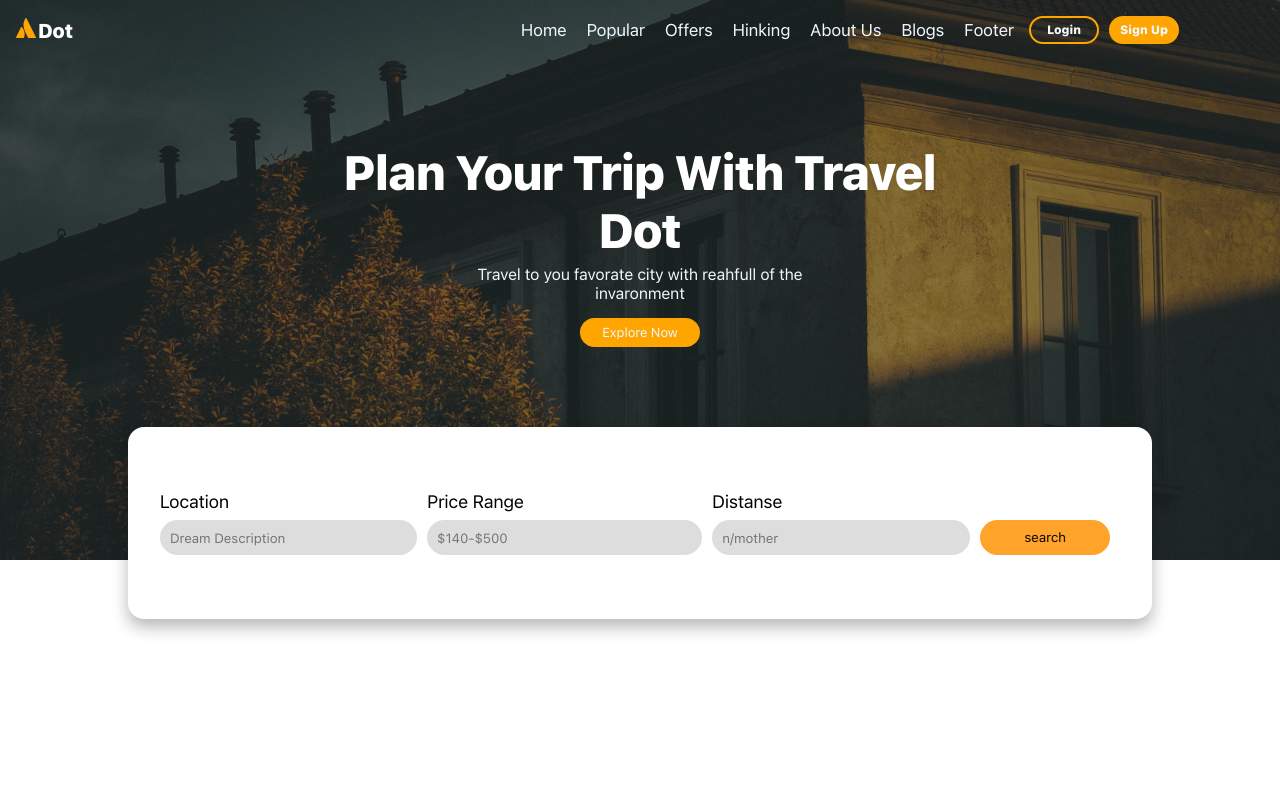 Dot
Home Popular Offers Hinking About Us Blogs Footer Login Sign Up
Plan Your Trip With Travel
Dot
Travel to you favorate city with reahfull of the
invaronment
Explore Now
Location Price Range Distanse
Dream Description $140-$500 n/mother search